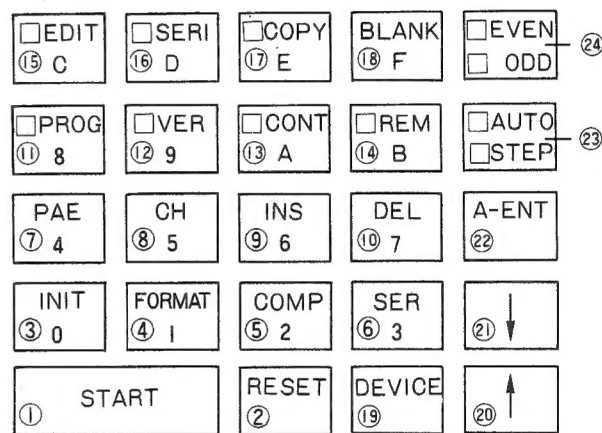 □EDIT □SERI □COPY BLANK □EVEN
⑮ C ⑯ D ⑰ E ⑱ F □ ODD ㉔
□PROG □VER □CONT □REM □AUTO
⑪ 8 ⑫ 9 ⑬ A ⑭ B □STEP ㉓
PAE CH INS DEL A-ENT
⑦ 4 ⑧ 5 ⑨ 6 ⑩ 7 ㉒
INIT FORMAT COMP SER ↓
③ 0 ④ 1 ⑤ 2 ⑥ 3 ㉑
START RESET DEVICE ↑
① ② ⑲ ⑳